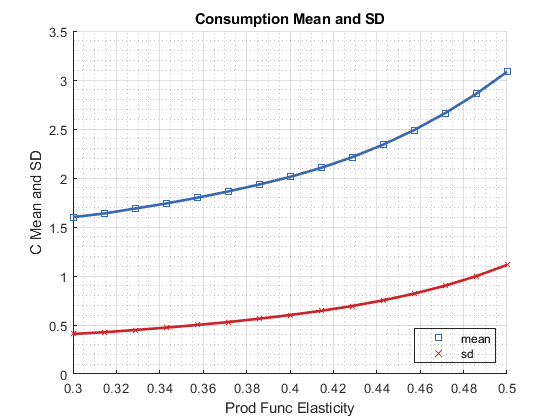 Consumption Mean and SD
C Mean and SD
3.5
3
2.5
2
1.5
1
0.5
0
0.3 0.32 0.34 0.36 0.38 0.4 0.42 0.44 0.46 0.48 0.5
Prod Func Elasticity
mean
sd